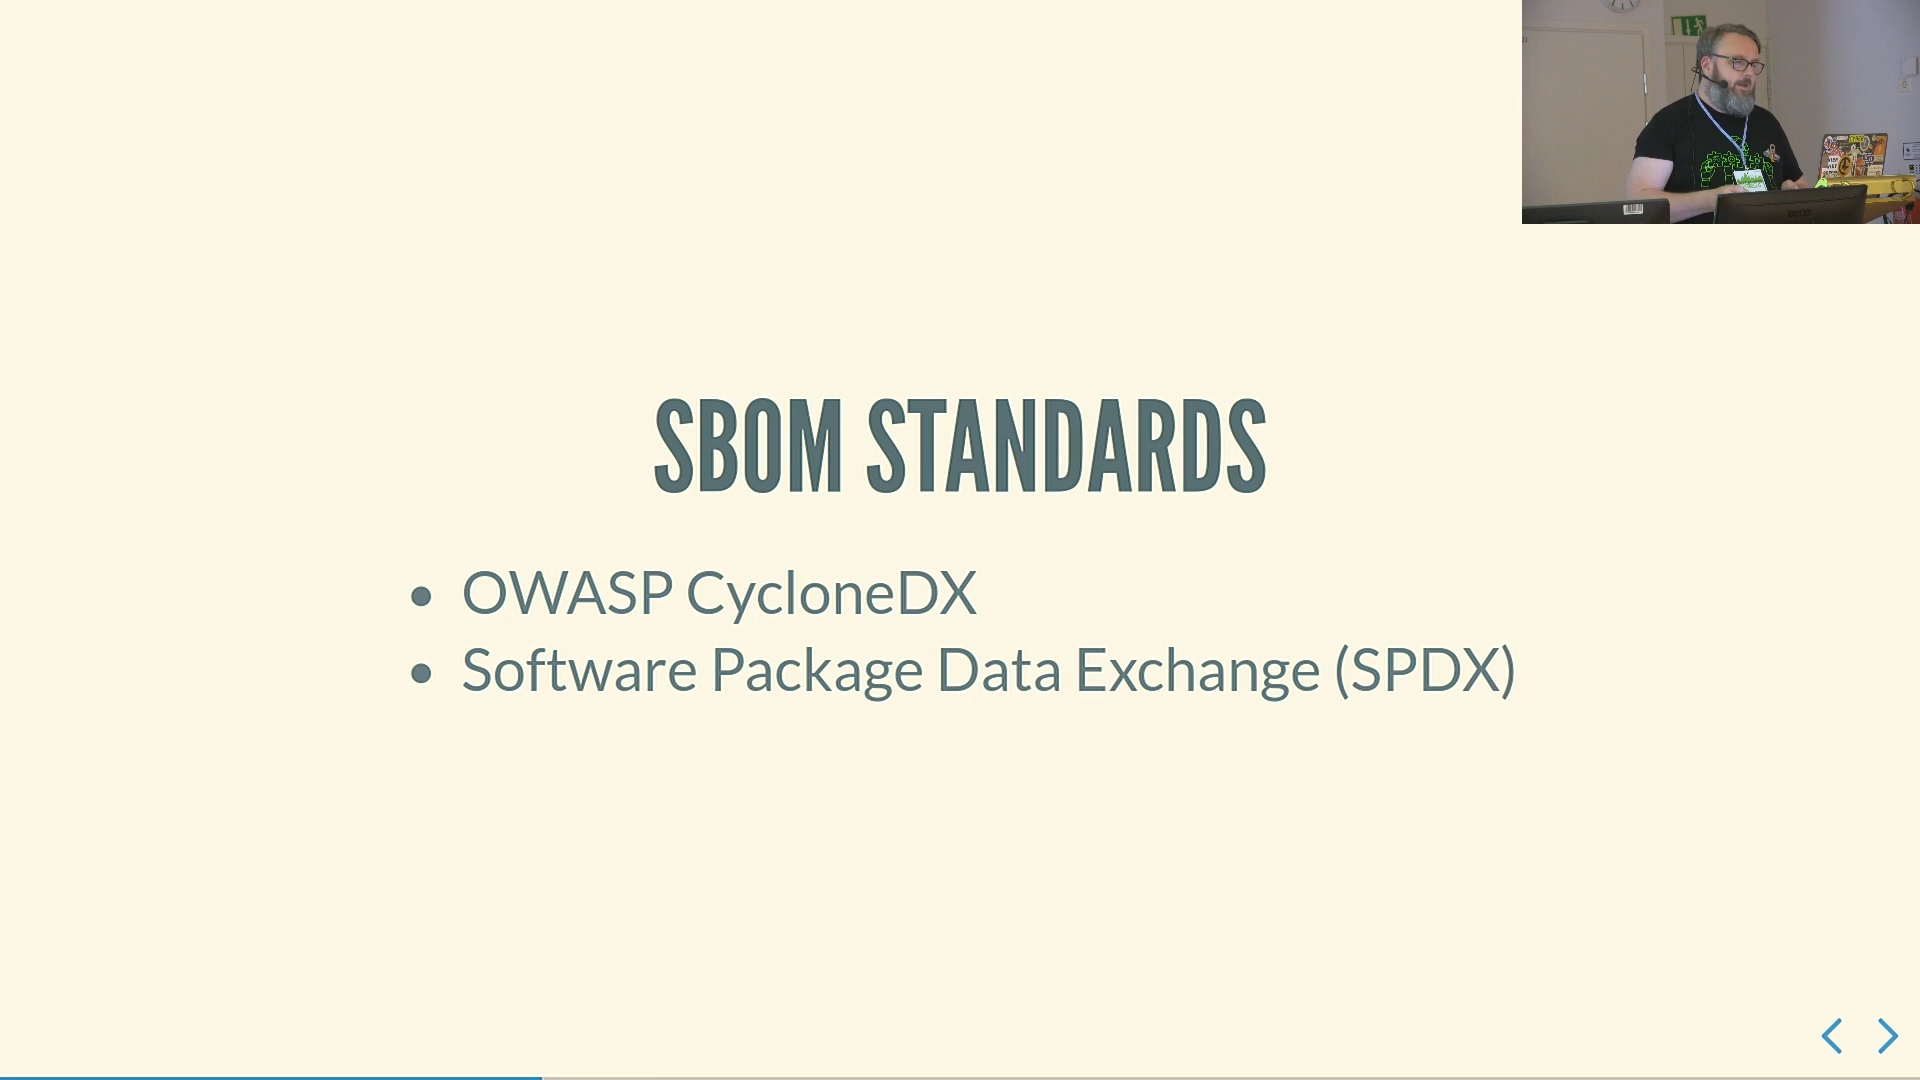 SBOM STANDARDS
• OWASP CycloneDX
• Software Package Data Exchange (SPDX)